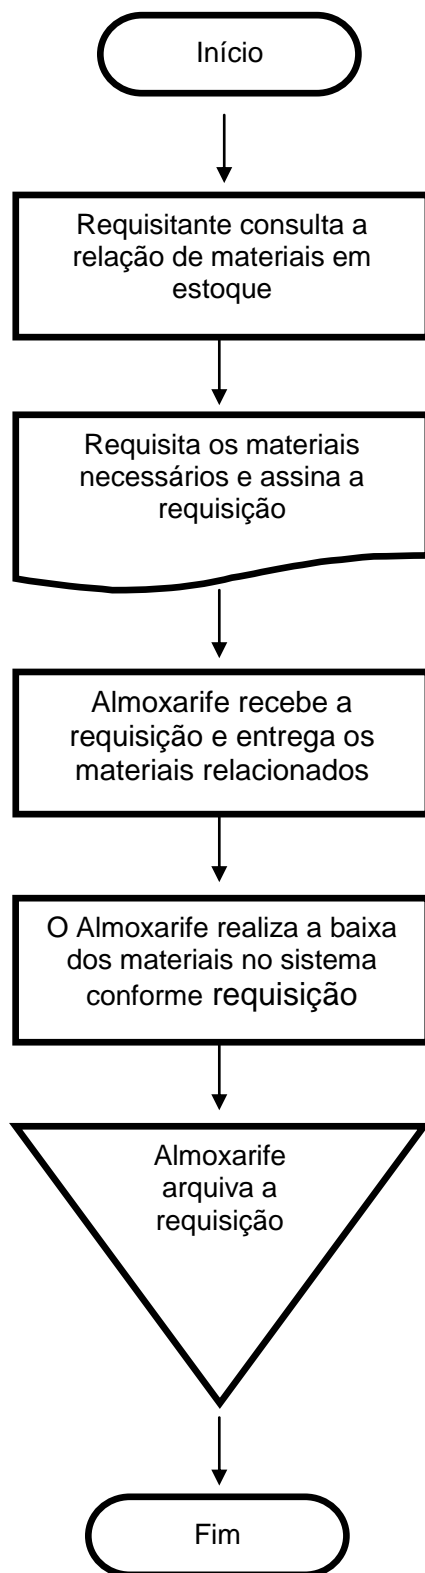 Início
Requisitante consulta a
relação de materiais em
estoque
Requisita os materiais
necessários e assina a
requisição
Almoxarife recebe a
requisição e entrega os
materiais relacionados
O Almoxarife realiza a baixa
dos materiais no sistema
conforme requisição
Almoxarife
arquiva a
requisição
Fim